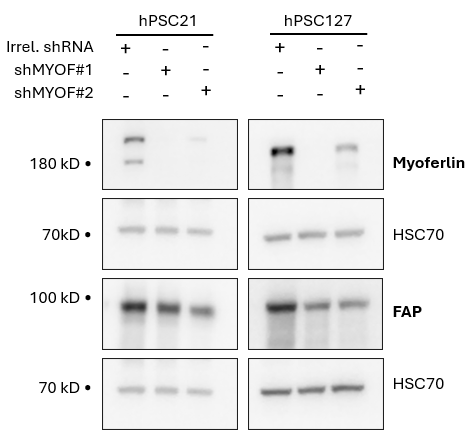 hPSC21 hPSC127
Irrel. shRNA + - - + - -
shMYOF#1 - + - - + -
shMYOF#2 - - + - - +
180 kD • Myoferlin
70kD • HSC70
100 kD • FAP
70 kD • HSC70